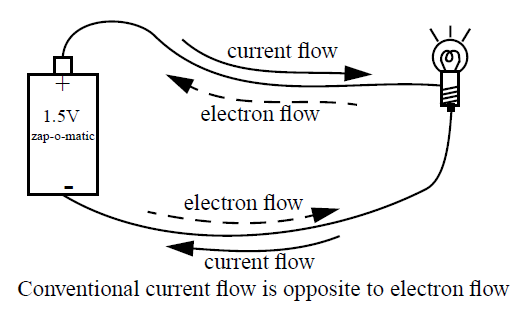 current flow
+
electron flow
1.5V
zap-o-matic
-
electron flow
current flow
Conventional current flow is opposite to electron flow